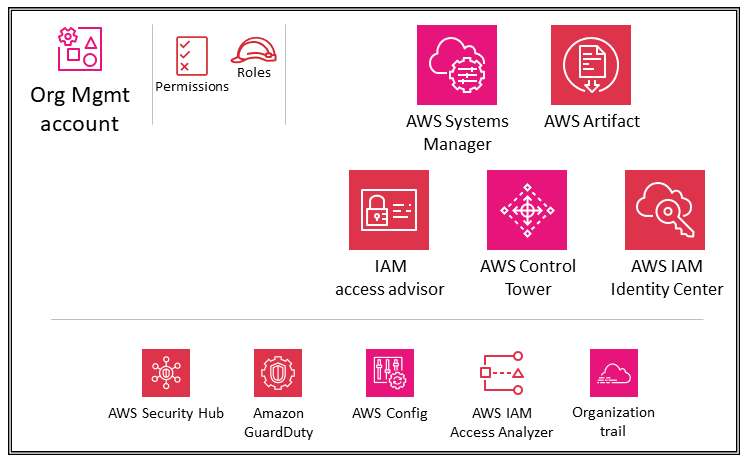 Org Mgmt
account
Permissions
Roles
AWS Systems
Manager
AWS Artifact
IAM
access advisor
AWS Control
Tower
AWS IAM
Identity Center
AWS Security Hub
Amazon
GuardDuty
AWS Config
AWS IAM
Access Analyzer
Organization
trail